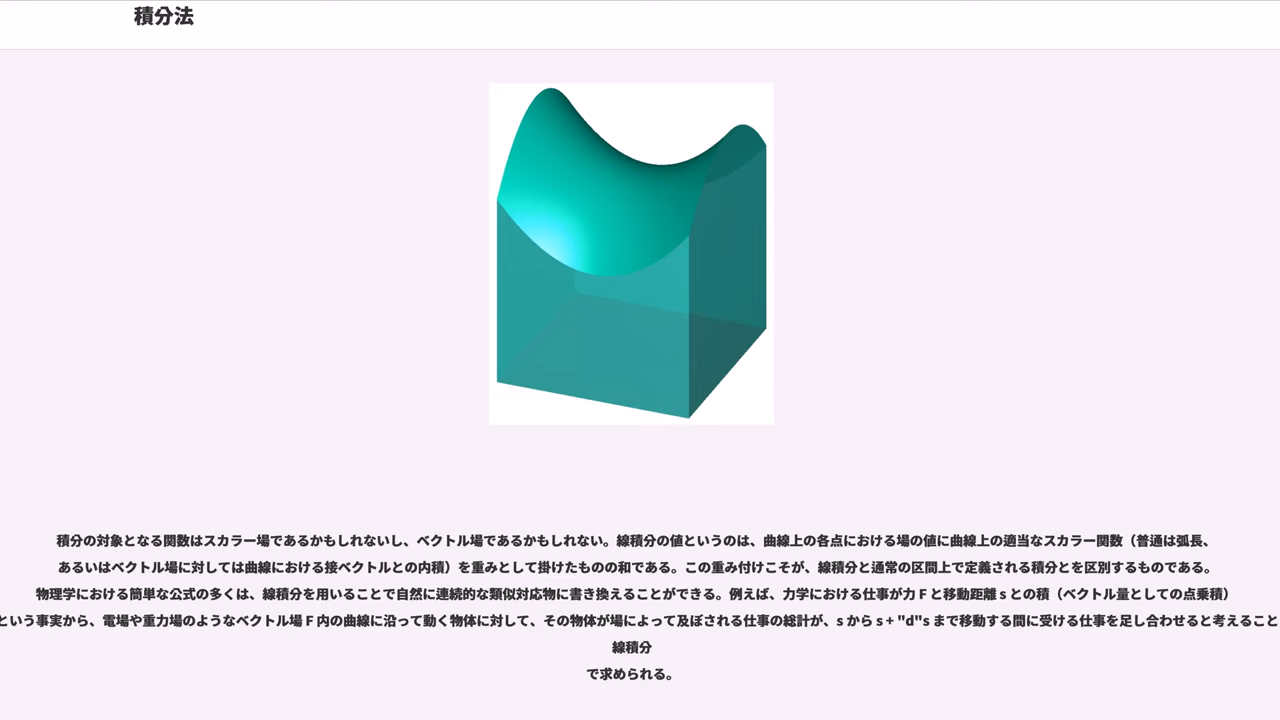 積分法
積分の対象となる関数はスカラー場であるかもしれないし、ベクトル場であるかもしれない。線積分の値というのは、曲線上の各点における場の値に曲線上の適当なスカラー関数（普通は弧長、
あるいはベクトル場に対しては曲線における接ベクトルとの内積）を重みとして掛けたものの和である。この重み付けこそが、線積分と通常の区間上で定義される積分とを区別するものである。
物理学における簡単な公式の多くは、線積分を用いることで自然に連続的な類似対応物に書き換えることができる。例えば、力学における仕事が力 F と移動距離 s との積（ベクトル量としての点乗積）
という事実から、電場や重力場のようなベクトル場 F 内の曲線に沿って動く物体に対して、その物体が場によって及ぼされる仕事の総計が、s から s + "d"s まで移動する間に受ける仕事を足し合わせると考えること
線積分
で求められる。